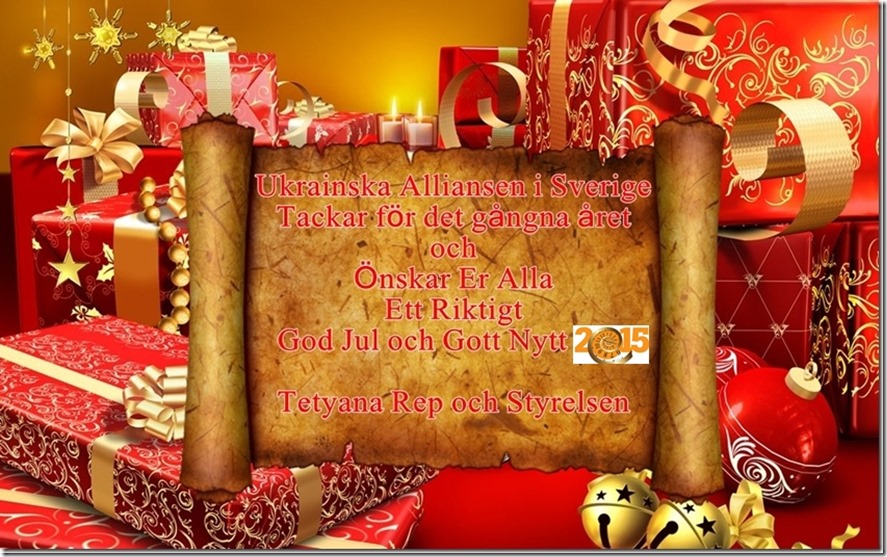 Ukrainska Alliansen i Sverige
Tackar för det gångna året
och
Önskar Er Alla
Ett Riktigt
God Jul och Gott Nytt 2015
Tetyana Rep och Styrelsen